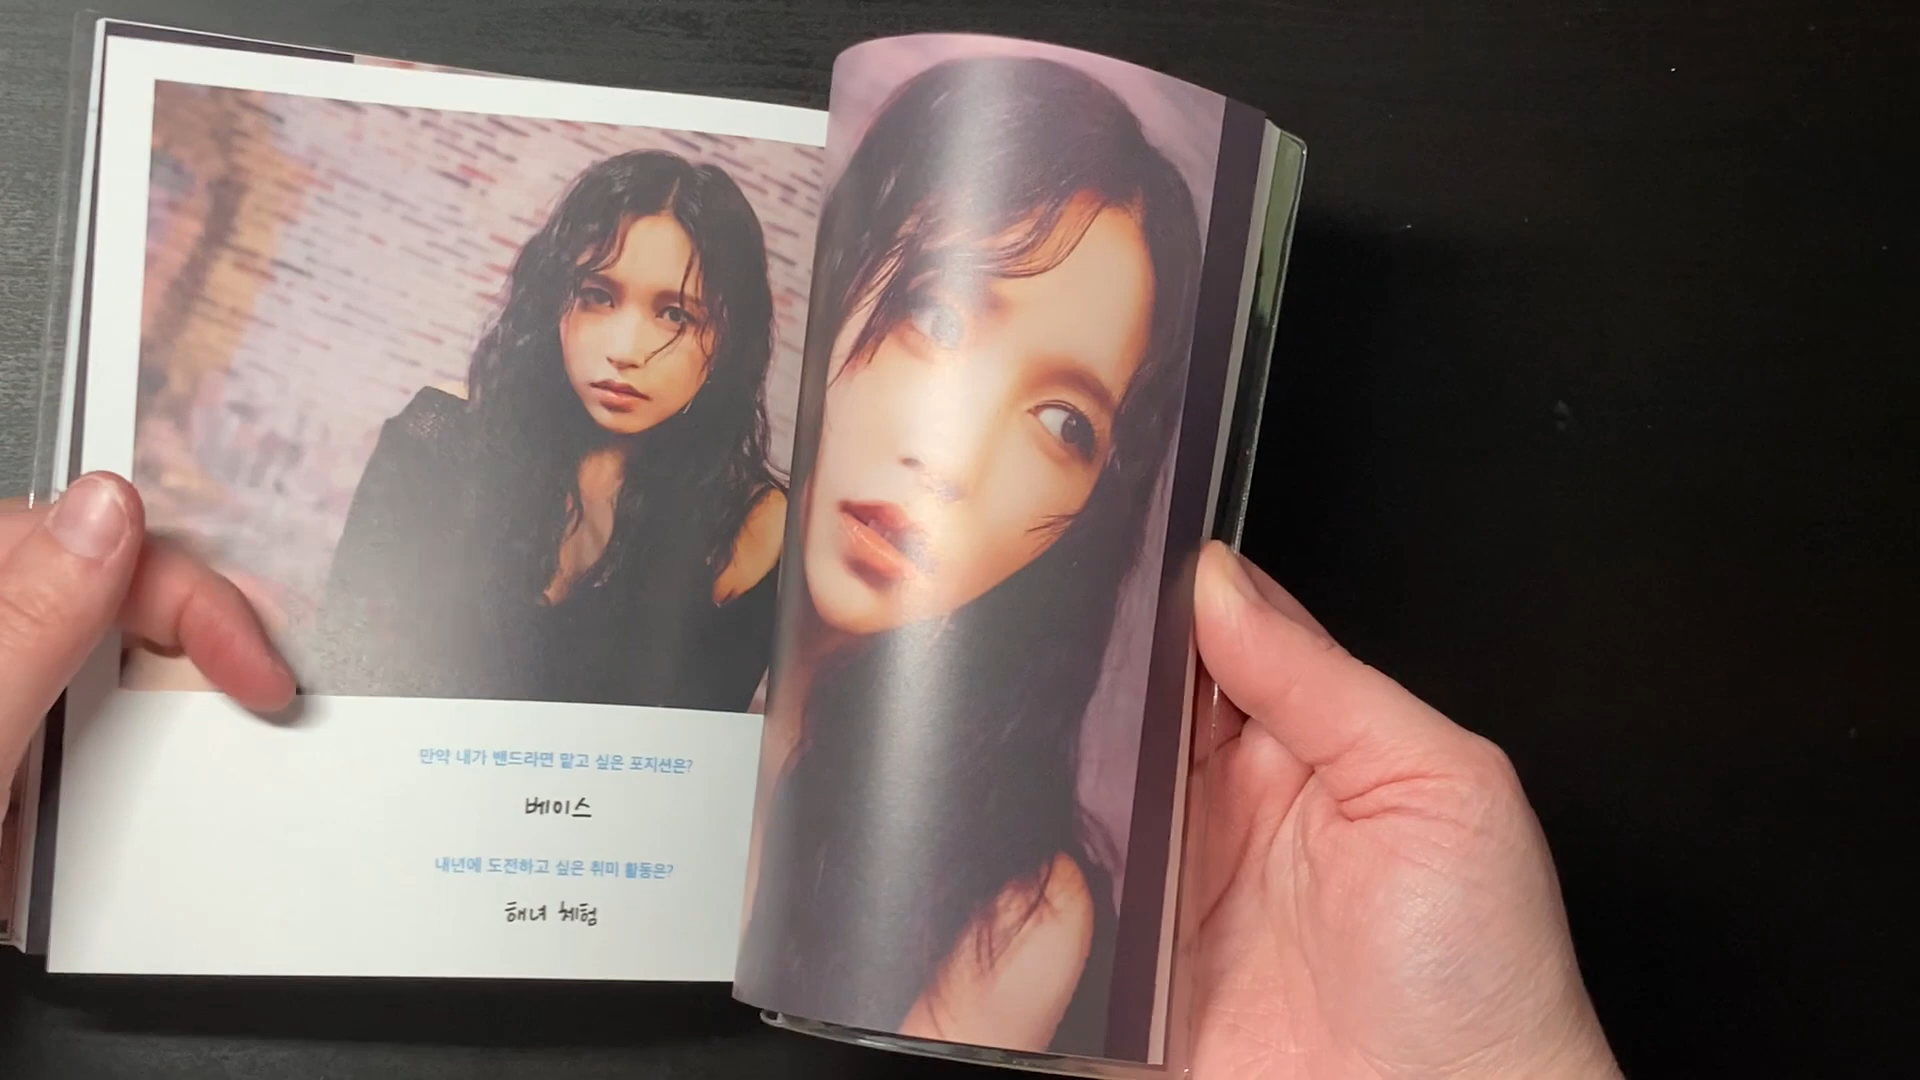 만약 내가 밴드라면 맡고 싶은 포지션은?
베이스
내년에 도전하고 싶은 취미 활동은?
해녀 체험